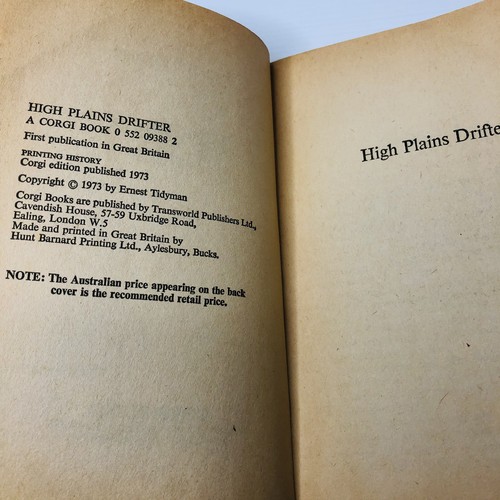 HIGH PLAINS DRIFTER
A CORGI BOOK 0 552 09388 2
First publication in Great Britain
PRINTING HISTORY
Corgi edition published 1973
Copyright © 1973 by Ernest Tidyman
Corgi Books are published by Transworld Publishers Ltd.,
Cavendish House, 57-59 Uxbridge Road,
Ealing, London W.5
Made and printed in Great Britain by
Hunt Barnard Printing Ltd., Aylesbury, Bucks.
NOTE: The Australian price appearing on the back
cover is the recommended retail price.
High Plains Drifte